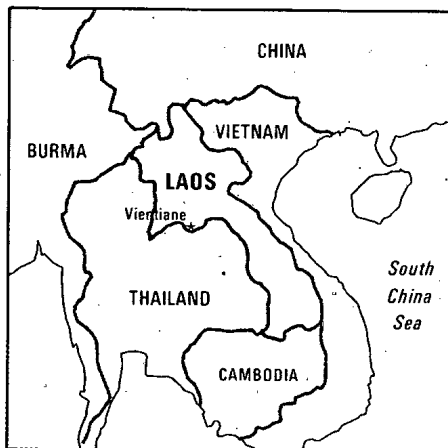 CHINA
VIETNAM
BURMA
LAOS
Vientiane
THAILAND
South
China
Sea
CAMBODIA